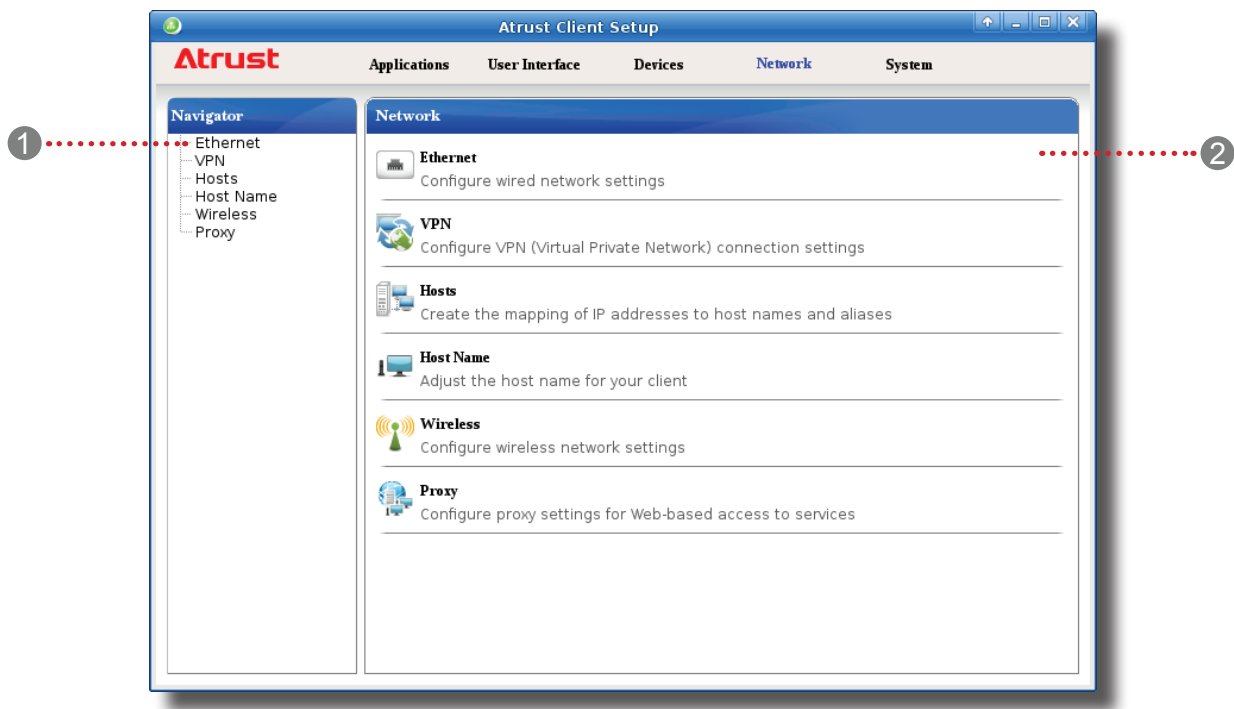 Atrust Client Setup
Atrust
Applications User Interface Devices Network System
Navigator
Ethernet
VPN
Hosts
Host Name
Wireless
Proxy
Network
Ethernet
Configure wired network settings
VPN
Configure VPN (Virtual Private Network) connection settings
Hosts
Create the mapping of IP addresses to host names and aliases
Host Name
Adjust the host name for your client
Wireless
Configure wireless network settings
Proxy
Configure proxy settings for Web-based access to services
1
2